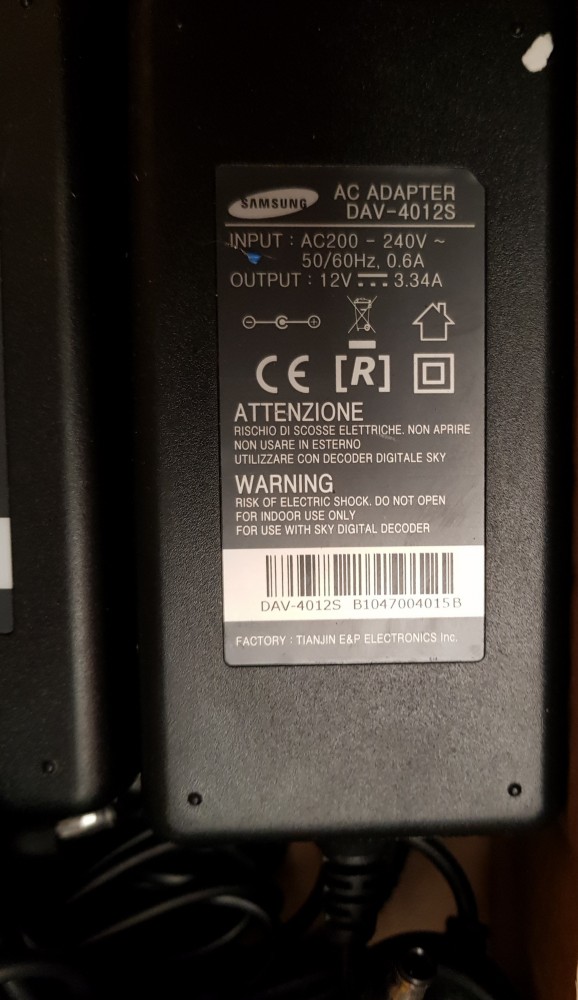 SAMSUNG
AC ADAPTER
DAV-4012S
INPUT : AC200 - 240V ~
50/60Hz, 0.6A
OUTPUT : 12V ⎓ 3.34A
CE [R]
ATTENZIONE
RISCHIO DI SCOSSE ELETTRICHE. NON APRIRE
NON USARE IN ESTERNO
UTILIZZARE CON DECODER DIGITALE SKY
WARNING
RISK OF ELECTRIC SHOCK. DO NOT OPEN
FOR INDOOR USE ONLY
FOR USE WITH SKY DIGITAL DECODER
DAV-4012S B1047004015B
FACTORY : TIANJIN E&P ELECTRONICS Inc.